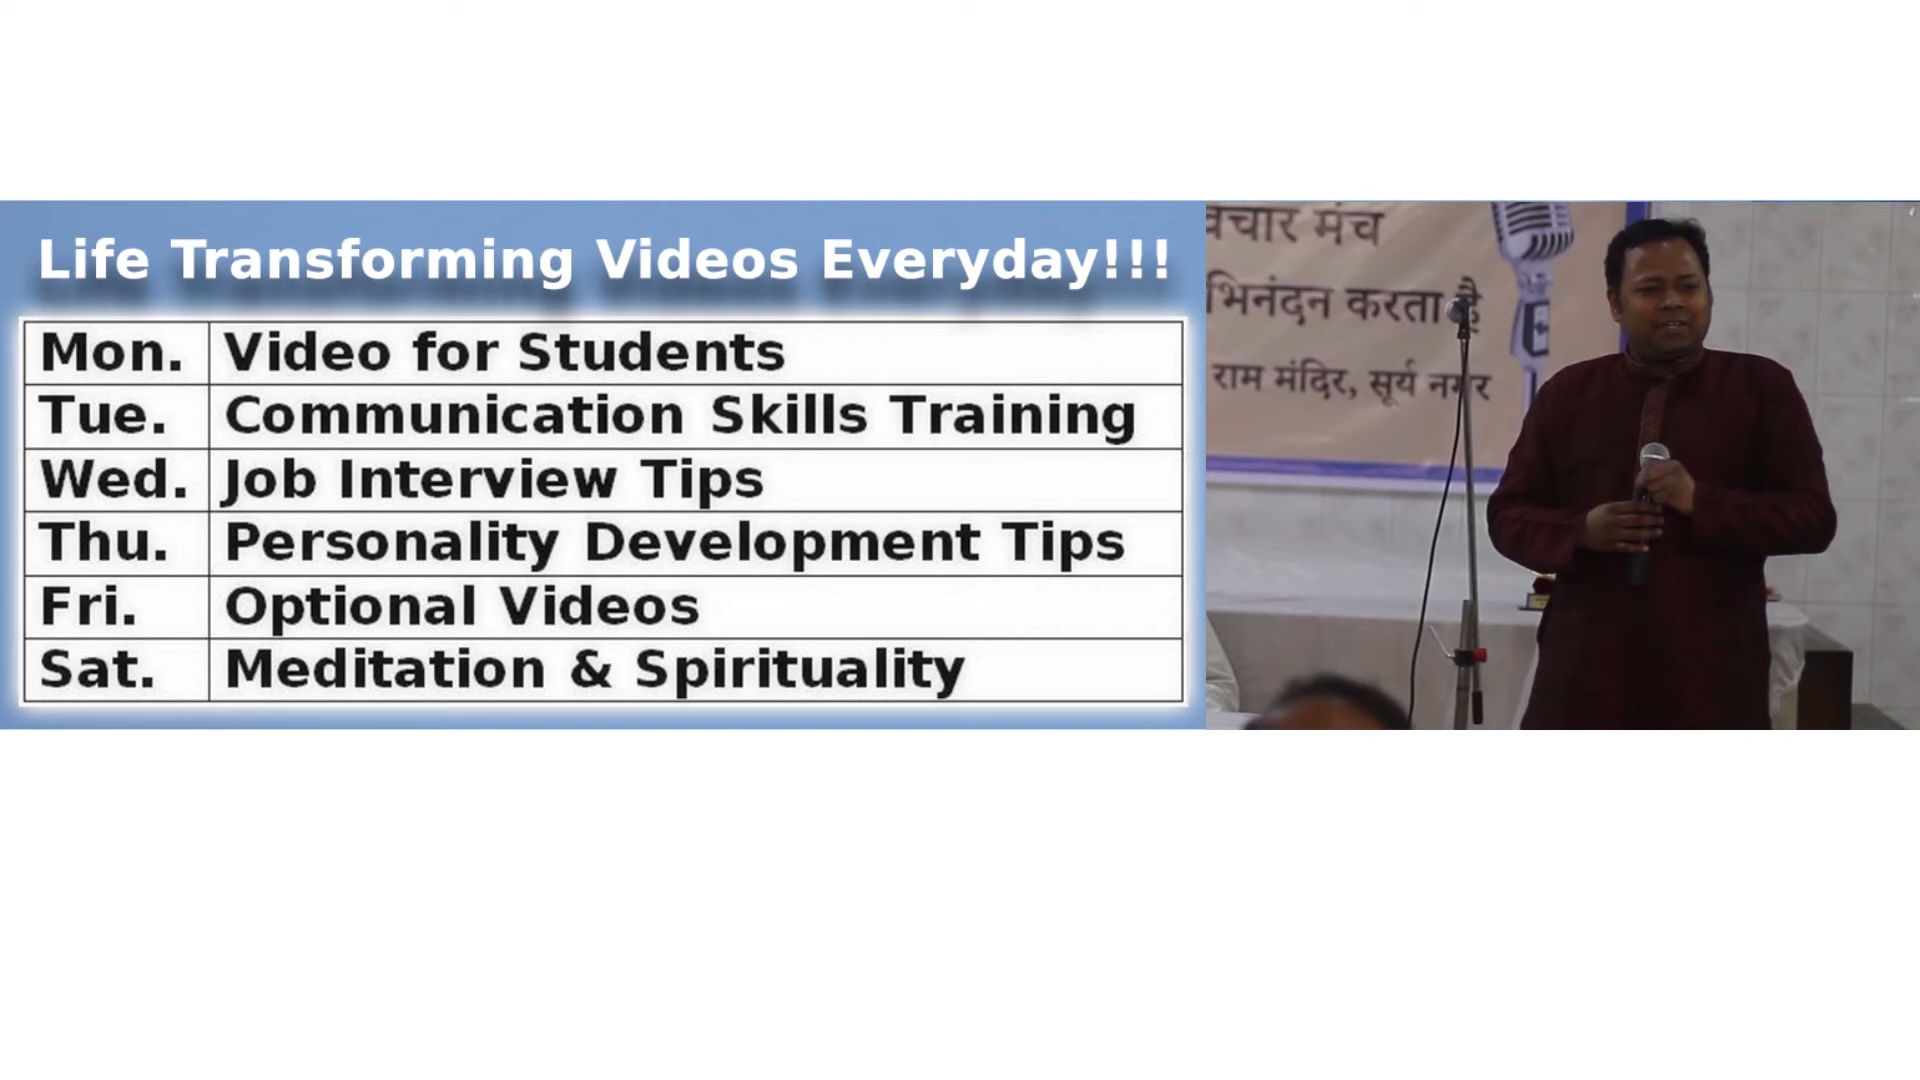 Life Transforming Videos Everyday!!!
Mon. Video for Students
Tue. Communication Skills Training
Wed. Job Interview Tips
Thu. Personality Development Tips
Fri. Optional Videos
Sat. Meditation & Spirituality
मंच
करता है
राम मंदिर, सूर्य नगर